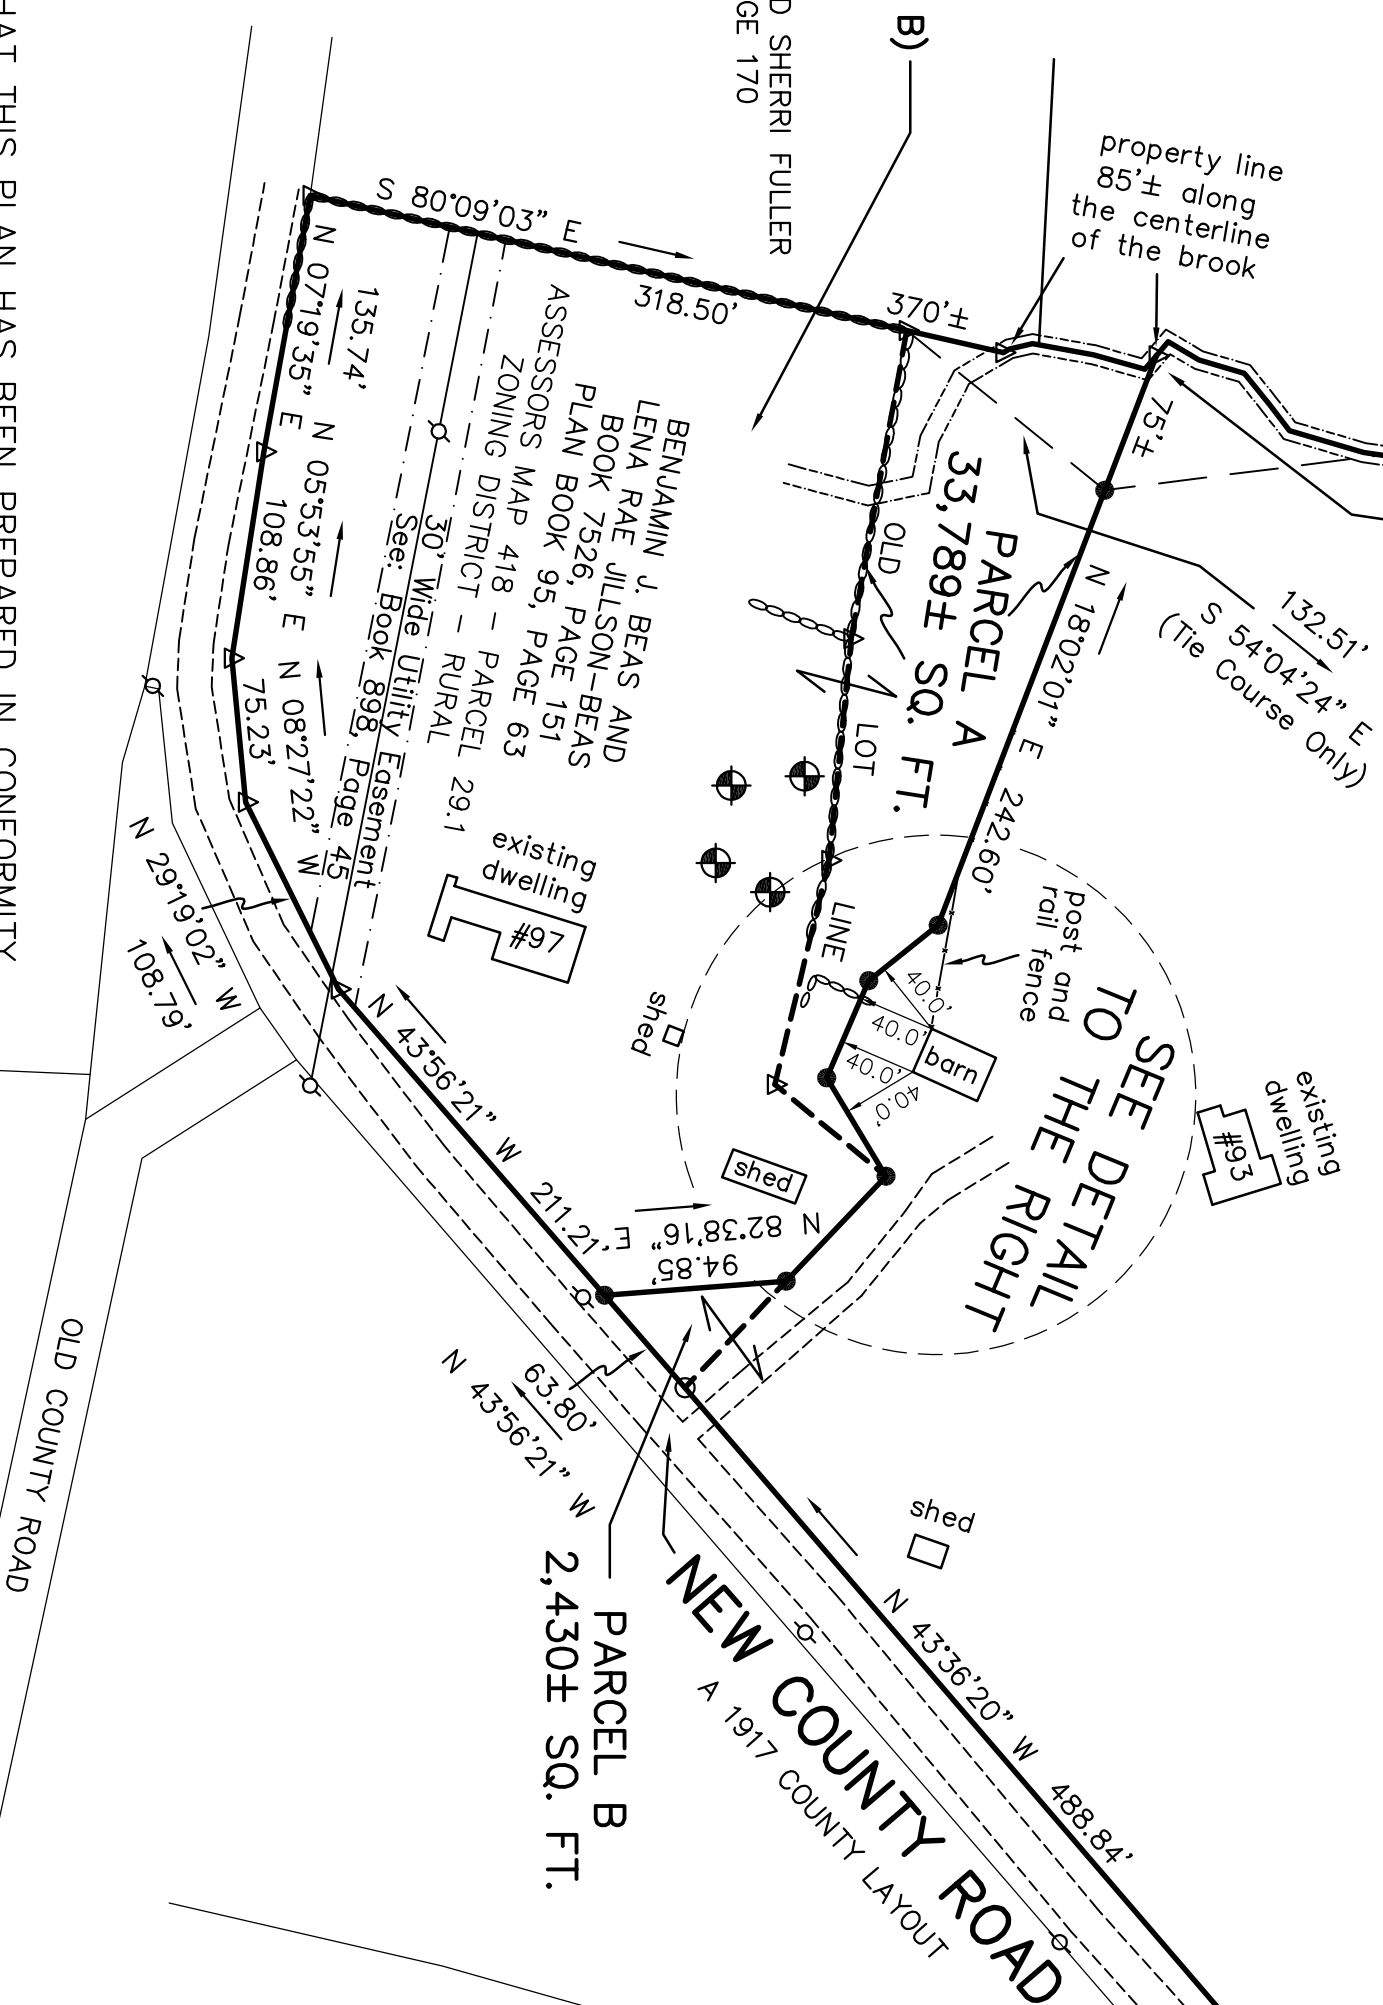 B)
D SHERRI FULLER
GE 170
property line
85'± along
the centerline
of the brook
S 80°09'03" E
318.50'
370'±
75'±
132.51'
S 54°04'24" E
(Tie Course Only)
N 18°02'01" E 242.60'
PARCEL A
33,789± SQ. FT.
OLD LOT LINE
N 07°19'35" E
135.74'
N 05°53'55" E
108.86'
N 08°27'22" W
75.23'
N 29°19'02" W
108.79'
30' Wide Utility Easement
See: Book 898, Page 45
BENJAMIN J. BEAS AND
LENA RAE JILLSON-BEAS
BOOK 7526, PAGE 151
PLAN BOOK 95, PAGE 63
ASSESSORS MAP 418 - PARCEL 29.1
ZONING DISTRICT - RURAL
existing
dwelling
#97
shed
post and
rail fence
40.0'
40.0'
40.0'
40.0'
barn
SEE DETAIL
TO THE RIGHT
existing
dwelling
#93
shed
N 82°38'16" E
94.85'
N 43°56'21" W 211.21'
63.80'
N 43°56'21" W
PARCEL B
2,430± SQ. FT.
shed
N 43°36'20" W 488.84'
NEW COUNTY ROAD
A 1917 COUNTY LAYOUT
OLD COUNTY ROAD
HAT THIS PLAN HAS BEEN PREPARED IN CONFORMITY